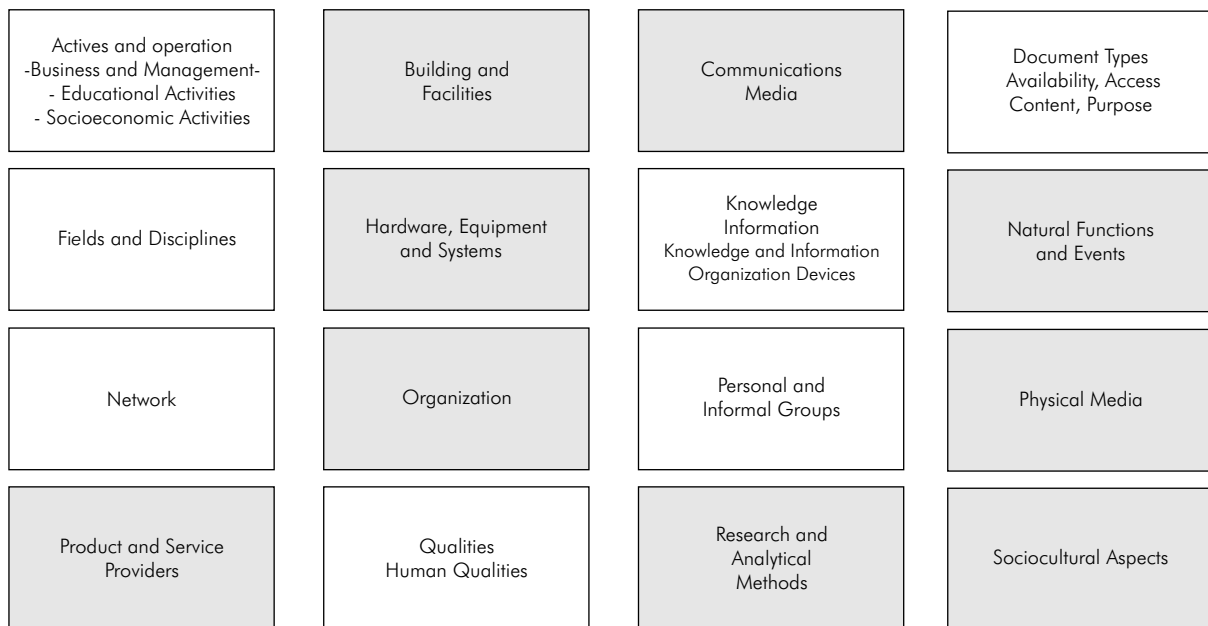 Actives and operation
-Business and Management-
- Educational Activities
- Socioeconomic Activities
Building and
Facilities
Communications
Media
Document Types
Availability, Access
Content, Purpose
Fields and Disciplines
Hardware, Equipment
and Systems
Knowledge
Information
Knowledge and Information
Organization Devices
Natural Functions
and Events
Network
Organization
Personal and
Informal Groups
Physical Media
Product and Service
Providers
Qualities
Human Qualities
Research and
Analytical
Methods
Sociocultural Aspects